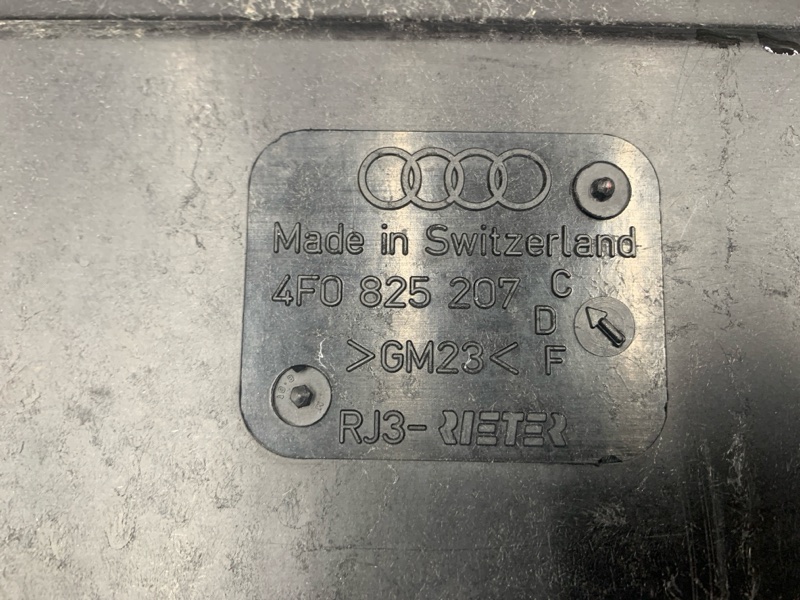 Made in Switzerland
4F0 825 207 C
D
>GM23< F
RJ3-RIETER